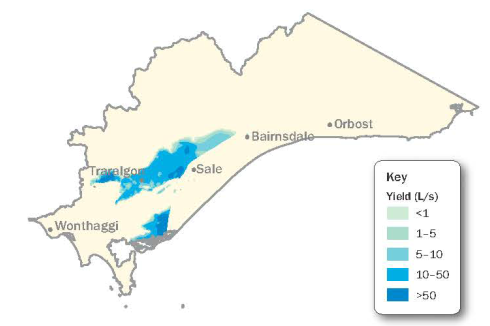 Orbost
Bairnsdale
Traralgon
Sale
Wonthaggi
Key
Yield (L/s)
<1
1–5
5–10
10–50
>50